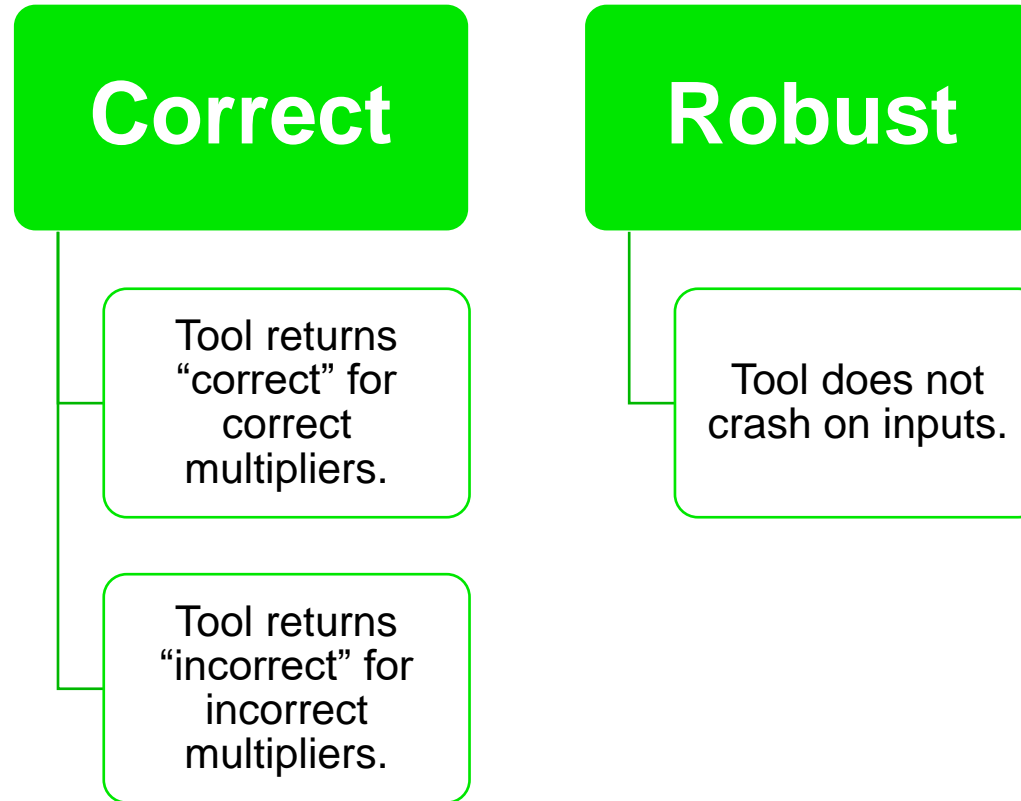 Correct
Tool returns
“correct” for
correct
multipliers.
Tool returns
“incorrect” for
incorrect
multipliers.
Robust
Tool does not
crash on inputs.